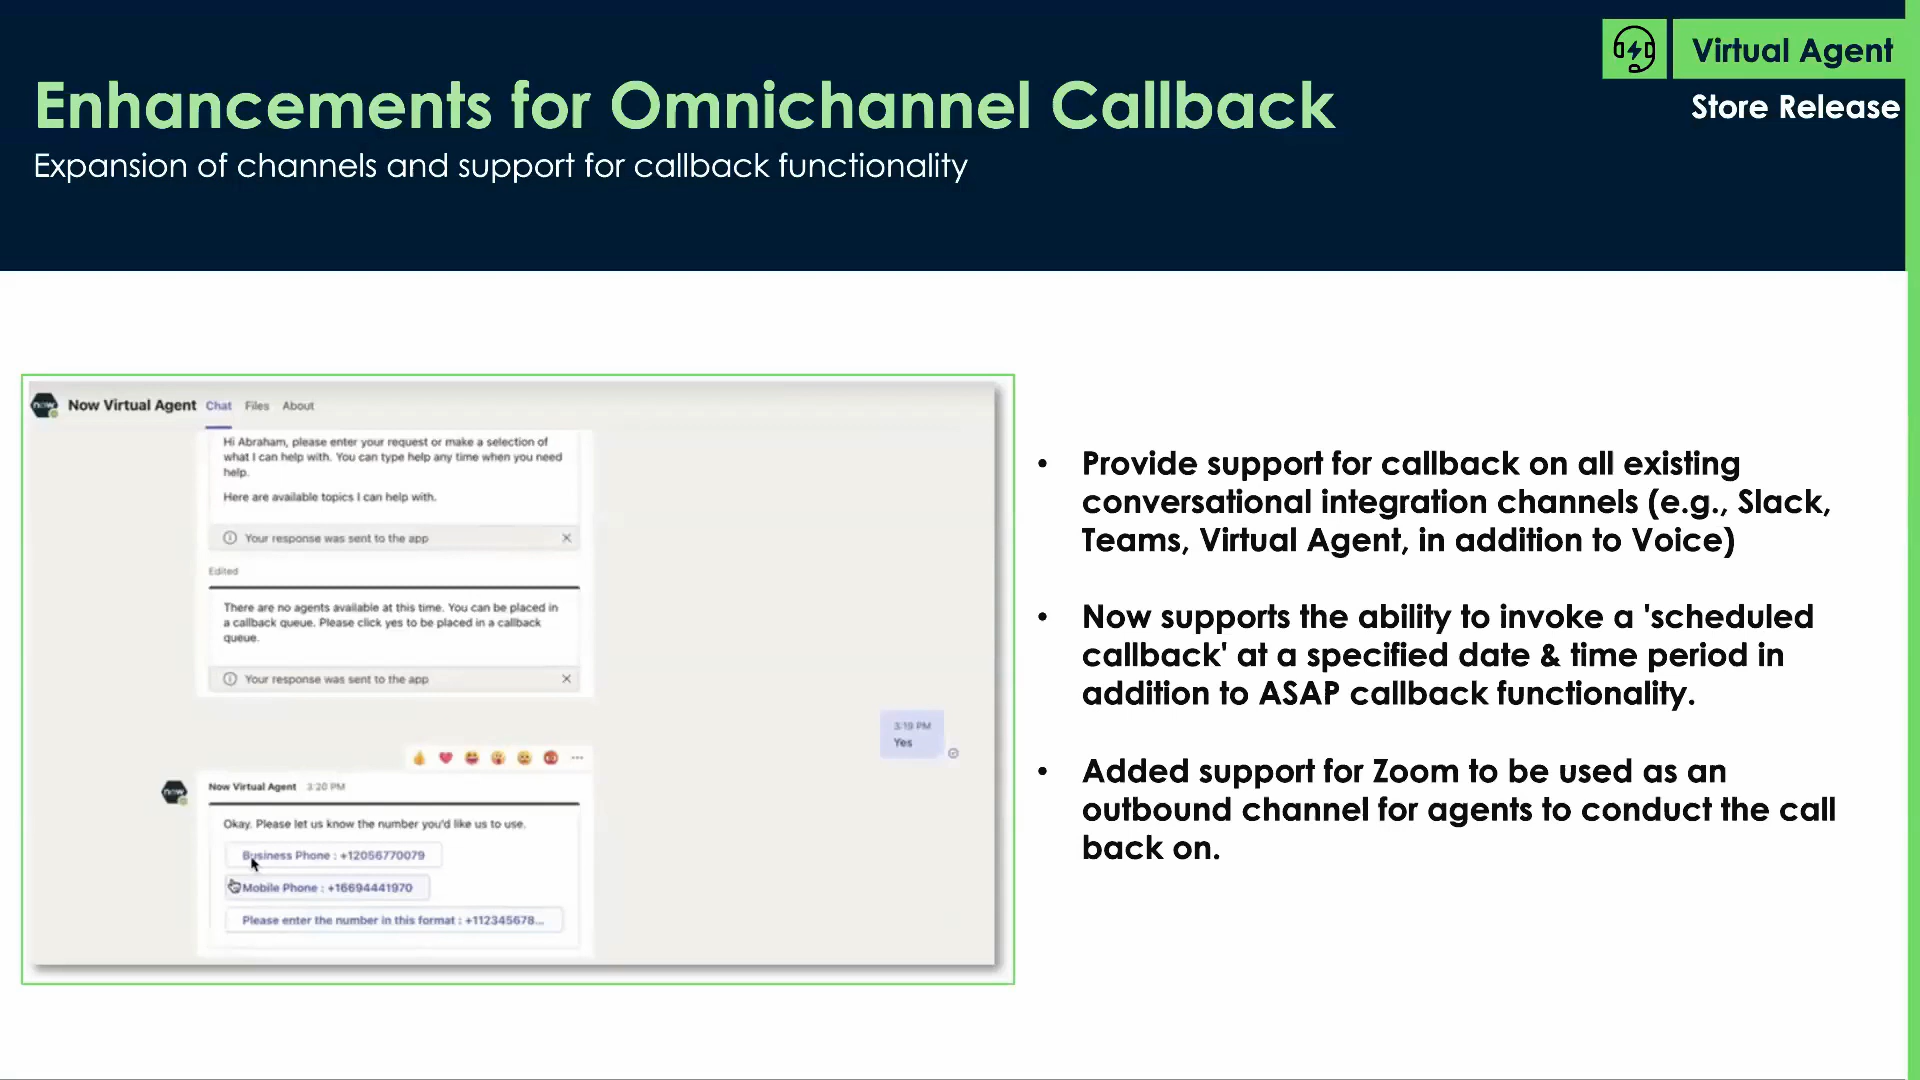 Virtual Agent
Store Release
Enhancements for Omnichannel Callback
Expansion of channels and support for callback functionality
now Now Virtual Agent Chat Files About
Hi Abraham, please enter your request or make a selection of
what I can help with. You can type help any time when you need
help.
Here are available topics I can help with.
Your response was sent to the app
Edited
There are no agents available at this time. You can be placed in
a callback queue. Please click yes to be placed in a callback
queue.
Your response was sent to the app
3:19 PM
Yes
now Now Virtual Agent 3:20 PM
Okay. Please let us know the number you'd like us to use.
Business Phone : +12056770079
Mobile Phone : +16694441970
Please enter the number in this format : +112345678...
• Provide support for callback on all existing
conversational integration channels (e.g., Slack,
Teams, Virtual Agent, in addition to Voice)
• Now supports the ability to invoke a 'scheduled
callback' at a specified date & time period in
addition to ASAP callback functionality.
• Added support for Zoom to be used as an
outbound channel for agents to conduct the call
back on.